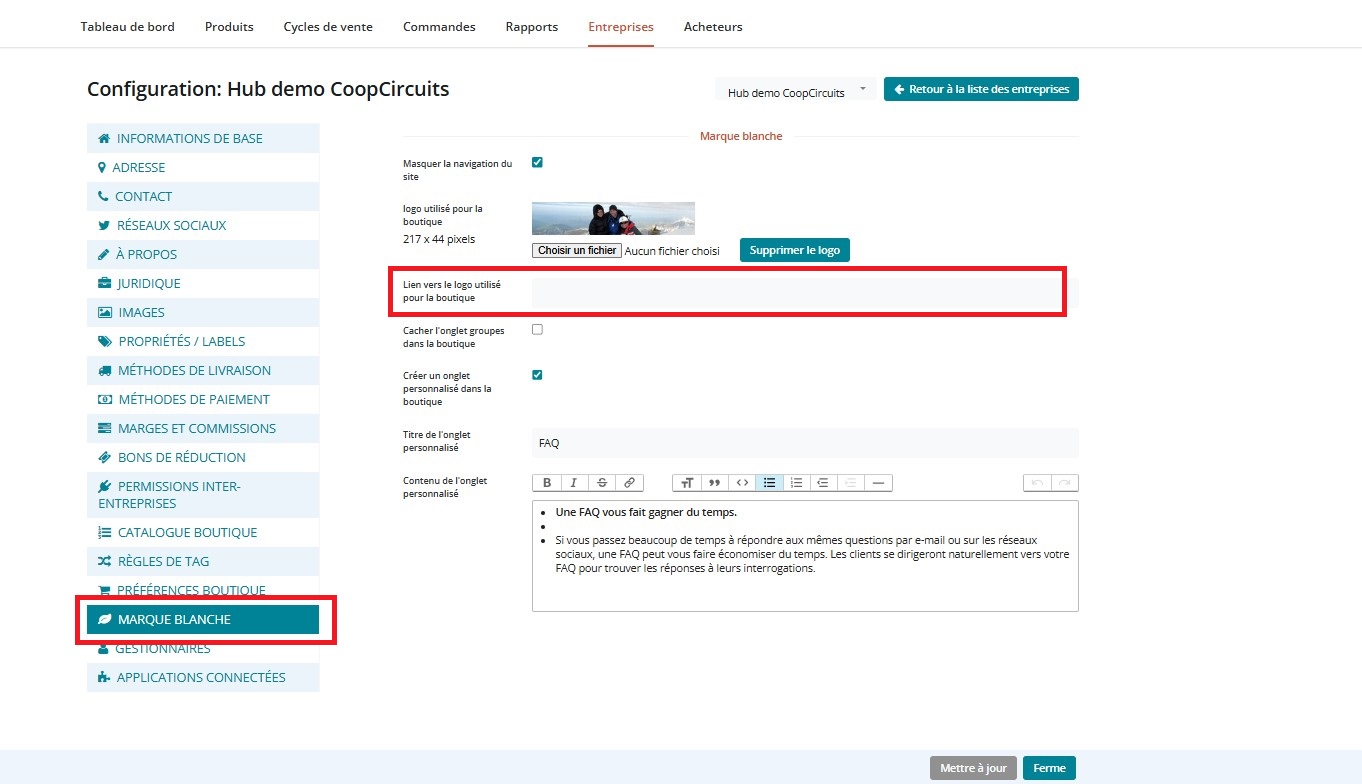 Tableau de bord Produits Cycles de vente Commandes Rapports Entreprises Acheteurs
Configuration: Hub demo CoopCircuits
Hub demo CoopCircuits
Retour à la liste des entreprises
INFORMATIONS DE BASE
ADRESSE
CONTACT
RÉSEAUX SOCIAUX
À PROPOS
JURIDIQUE
IMAGES
PROPRIÉTÉS / LABELS
MÉTHODES DE LIVRAISON
MÉTHODES DE PAIEMENT
MARGES ET COMMISSIONS
BONS DE RÉDUCTION
PERMISSIONS INTER-
ENTREPRISES
CATALOGUE BOUTIQUE
RÈGLES DE TAG
PRÉFÉRENCES BOUTIQUE
MARQUE BLANCHE
GESTIONNAIRES
APPLICATIONS CONNECTÉES
Marque blanche
Masquer la navigation du
site
logo utilisé pour la
boutique
217 x 44 pixels
Choisir un fichier Aucun fichier choisi
Supprimer le logo
Lien vers le logo utilisé
pour la boutique
Cacher l'onglet groupes
dans la boutique
Créer un onglet
personnalisé dans la
boutique
Titre de l'onglet
personnalisé
FAQ
Contenu de l'onglet
personnalisé
Une FAQ vous fait gagner du temps.
Si vous passez beaucoup de temps à répondre aux mêmes questions par e-mail ou sur les réseaux
sociaux, une FAQ peut vous faire économiser du temps. Les clients se dirigeront naturellement vers votre
FAQ pour trouver les réponses à leurs interrogations.
Mettre à jour
Ferme